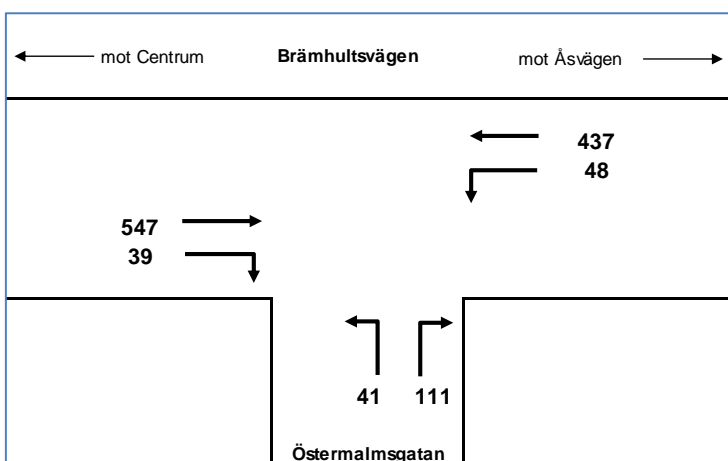 mot Centrum Brämhultsvägen mot Åsvägen
437
48
547
39
41 111
Östermalmsgatan